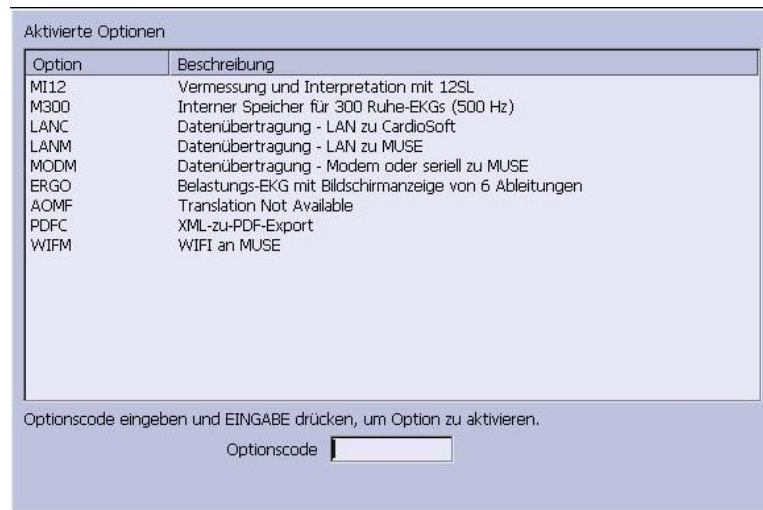 Aktivierte Optionen
Option Beschreibung
MI12 Vermessung und Interpretation mit 12SL
M300 Interner Speicher für 300 Ruhe-EKGs (500 Hz)
LANC Datenübertragung - LAN zu CardioSoft
LANM Datenübertragung - LAN zu MUSE
MODM Datenübertragung - Modem oder seriell zu MUSE
ERGO Belastungs-EKG mit Bildschirmanzeige von 6 Ableitungen
AOMF Translation Not Available
PDFC XML-zu-PDF-Export
WIFM WIFI an MUSE
Optionscode eingeben und EINGABE drücken, um Option zu aktivieren.
Optionscode